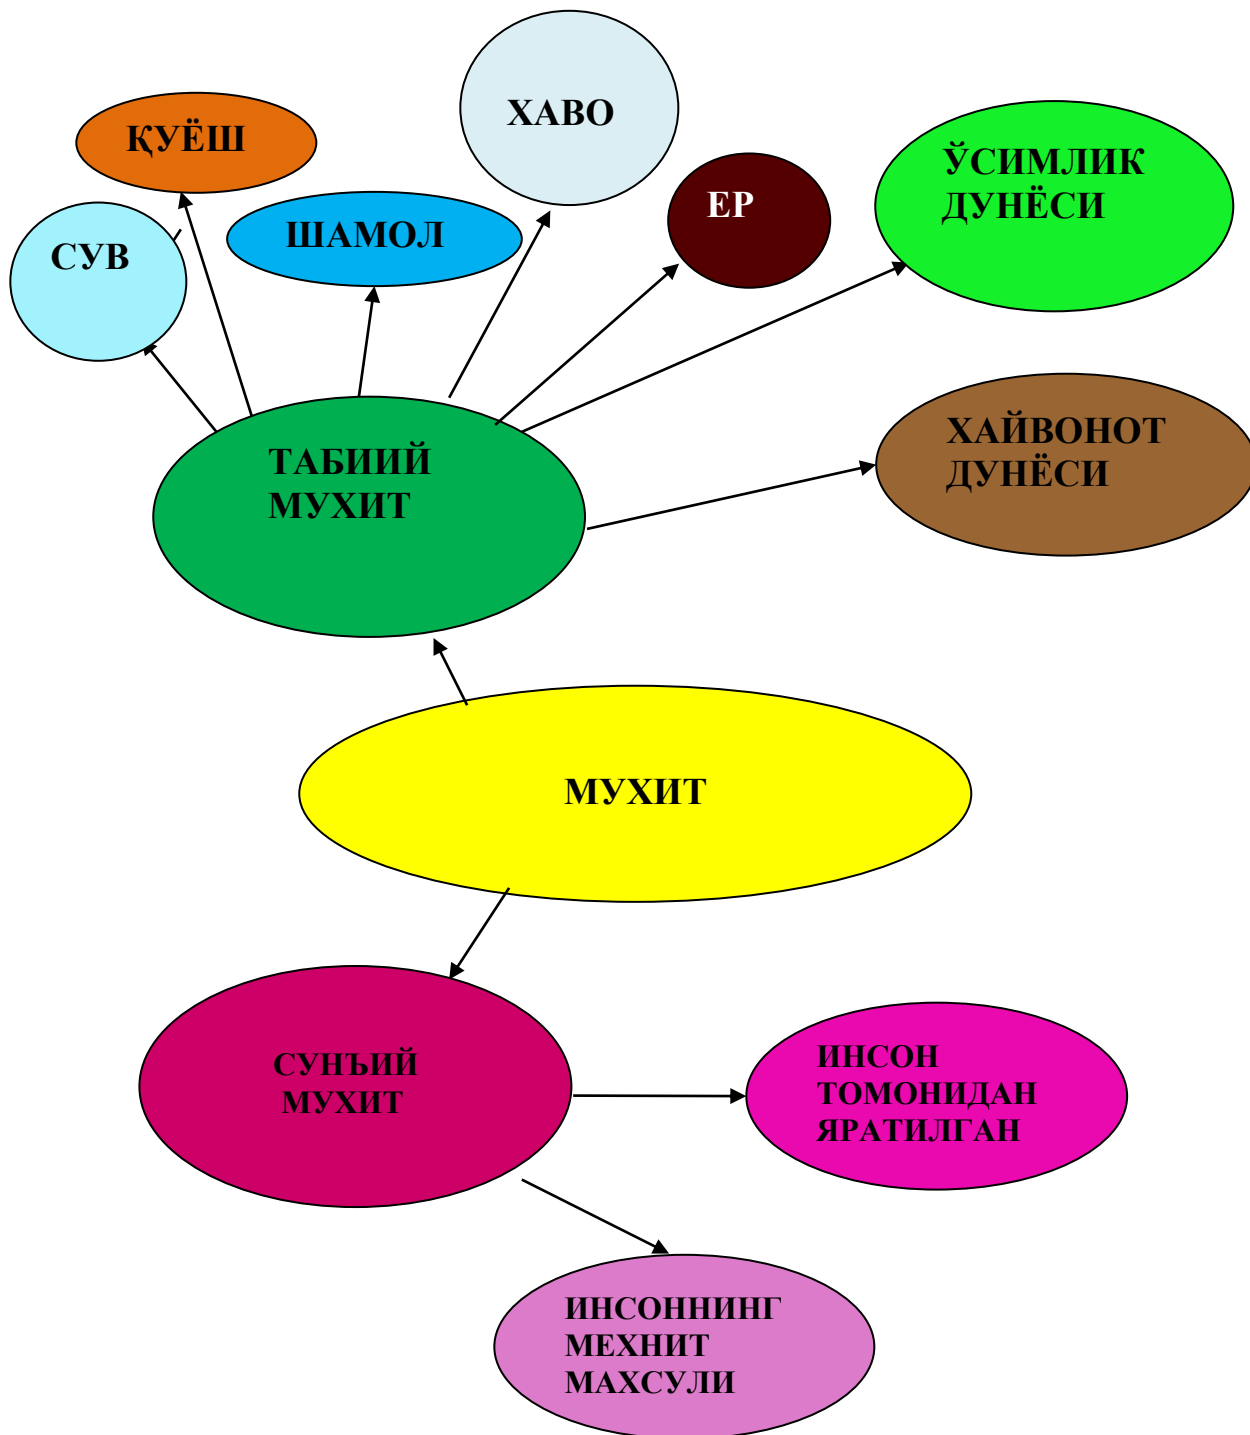 ХАВО
ҚУЁШ
ЎСИМЛИК
ДУНЁСИ
ЕР
ШАМОЛ
СУВ
ХАЙВОНОТ
ДУНЁСИ
ТАБИИЙ
МУХИТ
МУХИТ
СУНЪИЙ
МУХИТ
ИНСОН
ТОМОНИДАН
ЯРАТИЛГАН
ИНСОННИНГ
МЕХНИТ
МАХСУЛИ